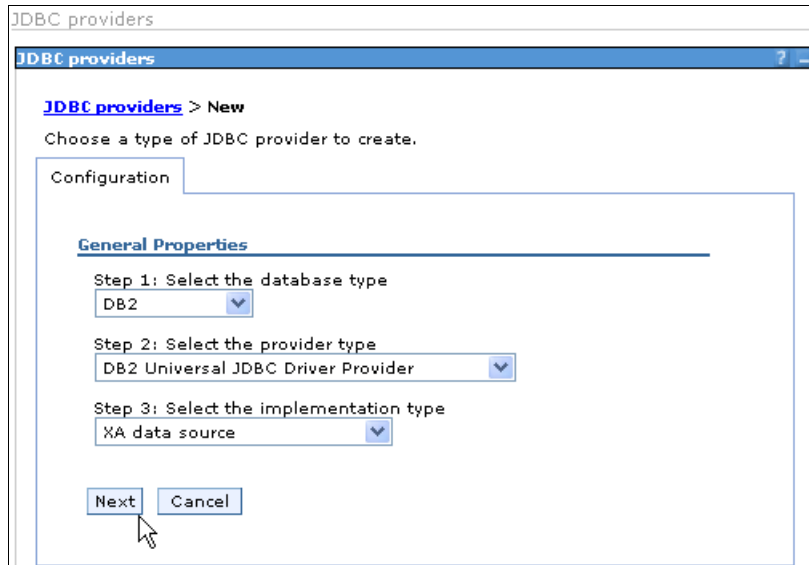 JDBC providers
JDBC providers ? –
JDBC providers > New
Choose a type of JDBC provider to create.
Configuration
General Properties
Step 1: Select the database type
DB2
Step 2: Select the provider type
DB2 Universal JDBC Driver Provider
Step 3: Select the implementation type
XA data source
Next Cancel